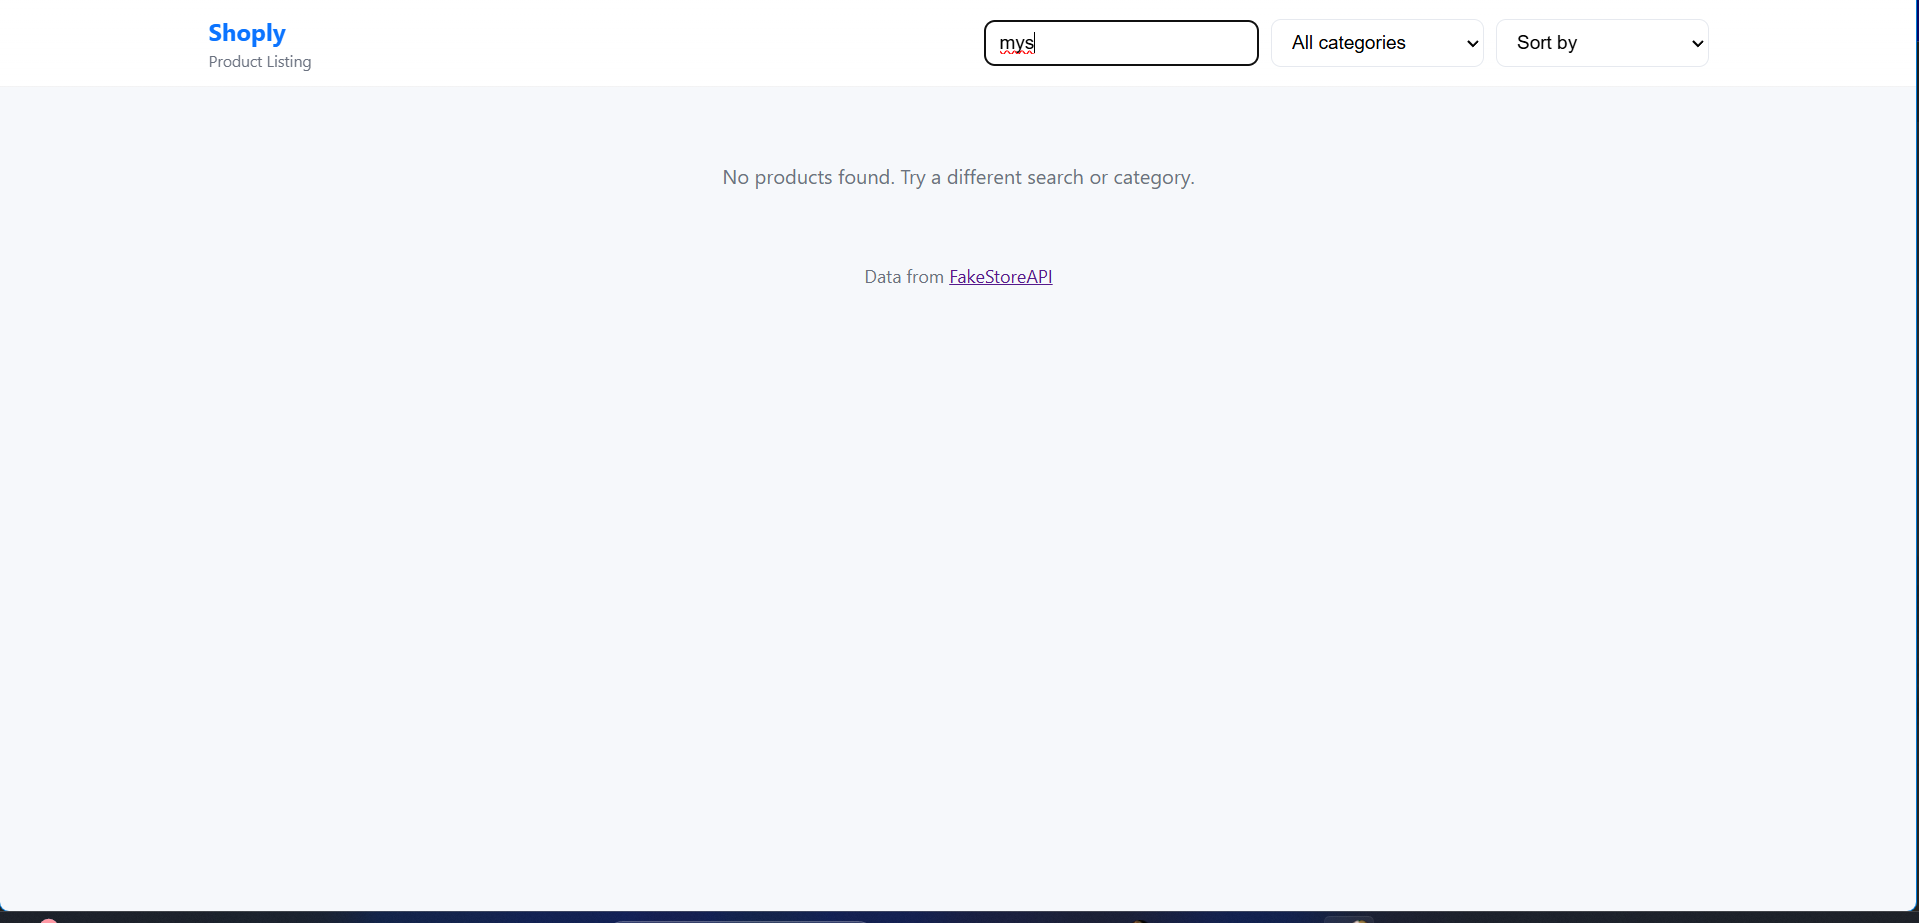 Shoply
Product Listing
mys
All categories
Sort by
No products found. Try a different search or category.
Data from FakeStoreAPI